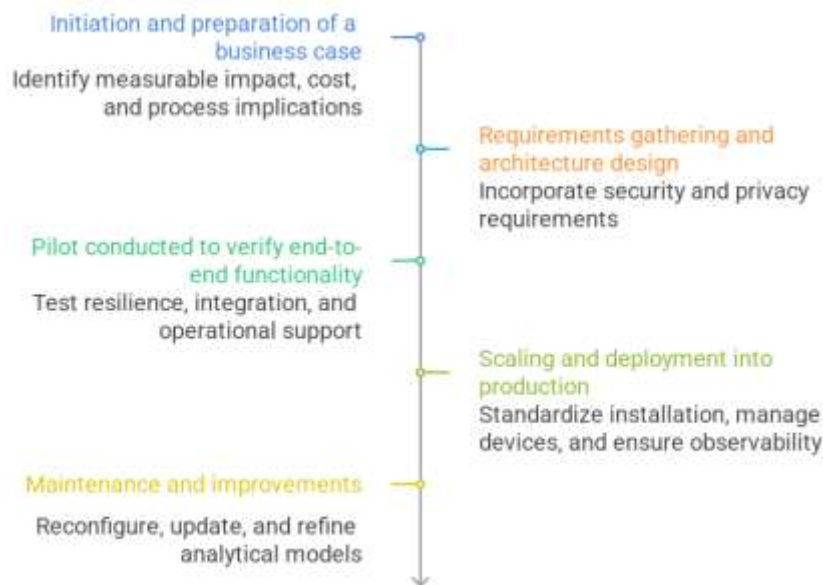 Initiation and preparation of a
business case
Identify measurable impact, cost,
and process implications
Requirements gathering and
architecture design
Incorporate security and privacy
requirements
Pilot conducted to verify end-to-
end functionality
Test resilience, integration, and
operational support
Scaling and deployment into
production
Standardize installation, manage
devices, and ensure observability
Maintenance and improvements
Reconfigure, update, and refine
analytical models